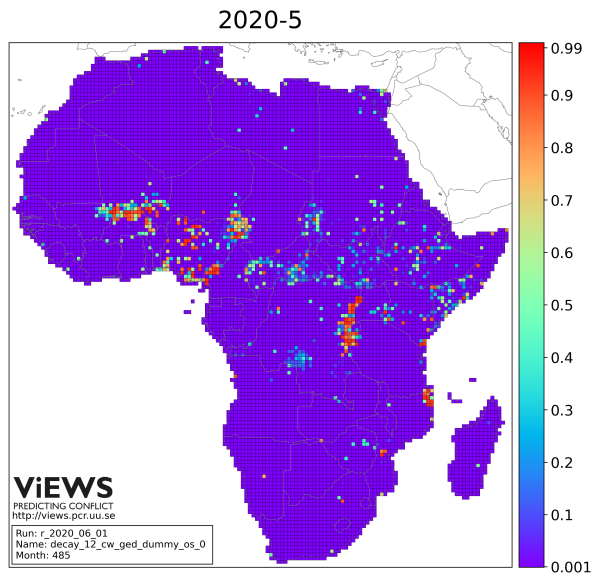 2020-5
0.99
0.9
0.8
0.7
0.6
0.5
0.4
0.3
0.2
0.1
0.001
ViEWS
PREDICTING CONFLICT
http://views.pcr.uu.se
Run: r_2020_06_01
Name: decay_12_cw_ged_dummy_os_0
Month: 485